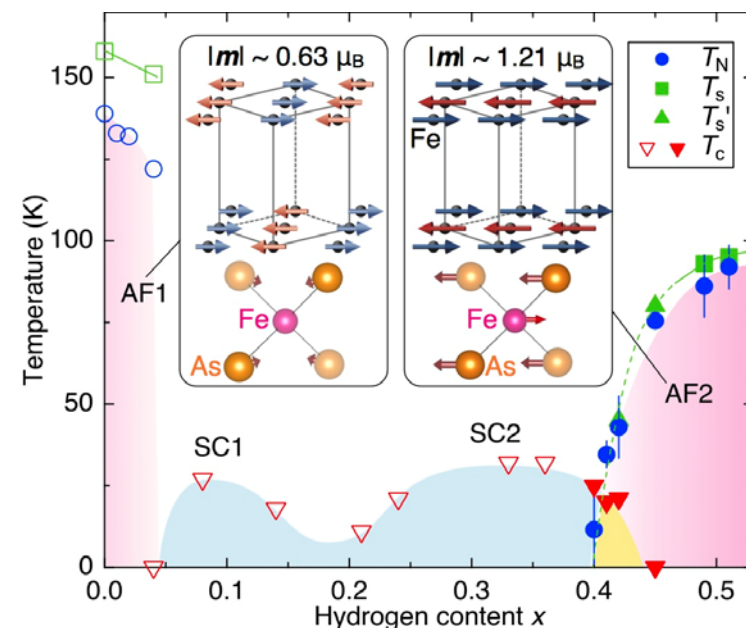 |m| ~ 0.63 μB
|m| ~ 1.21 μB
Fe
Fe
As
Fe
As
TN
Ts
Ts'
Tc
AF1
AF2
SC1
SC2
Temperature (K)
150
100
50
0
0.0
0.1
0.2
0.3
0.4
0.5
Hydrogen content x